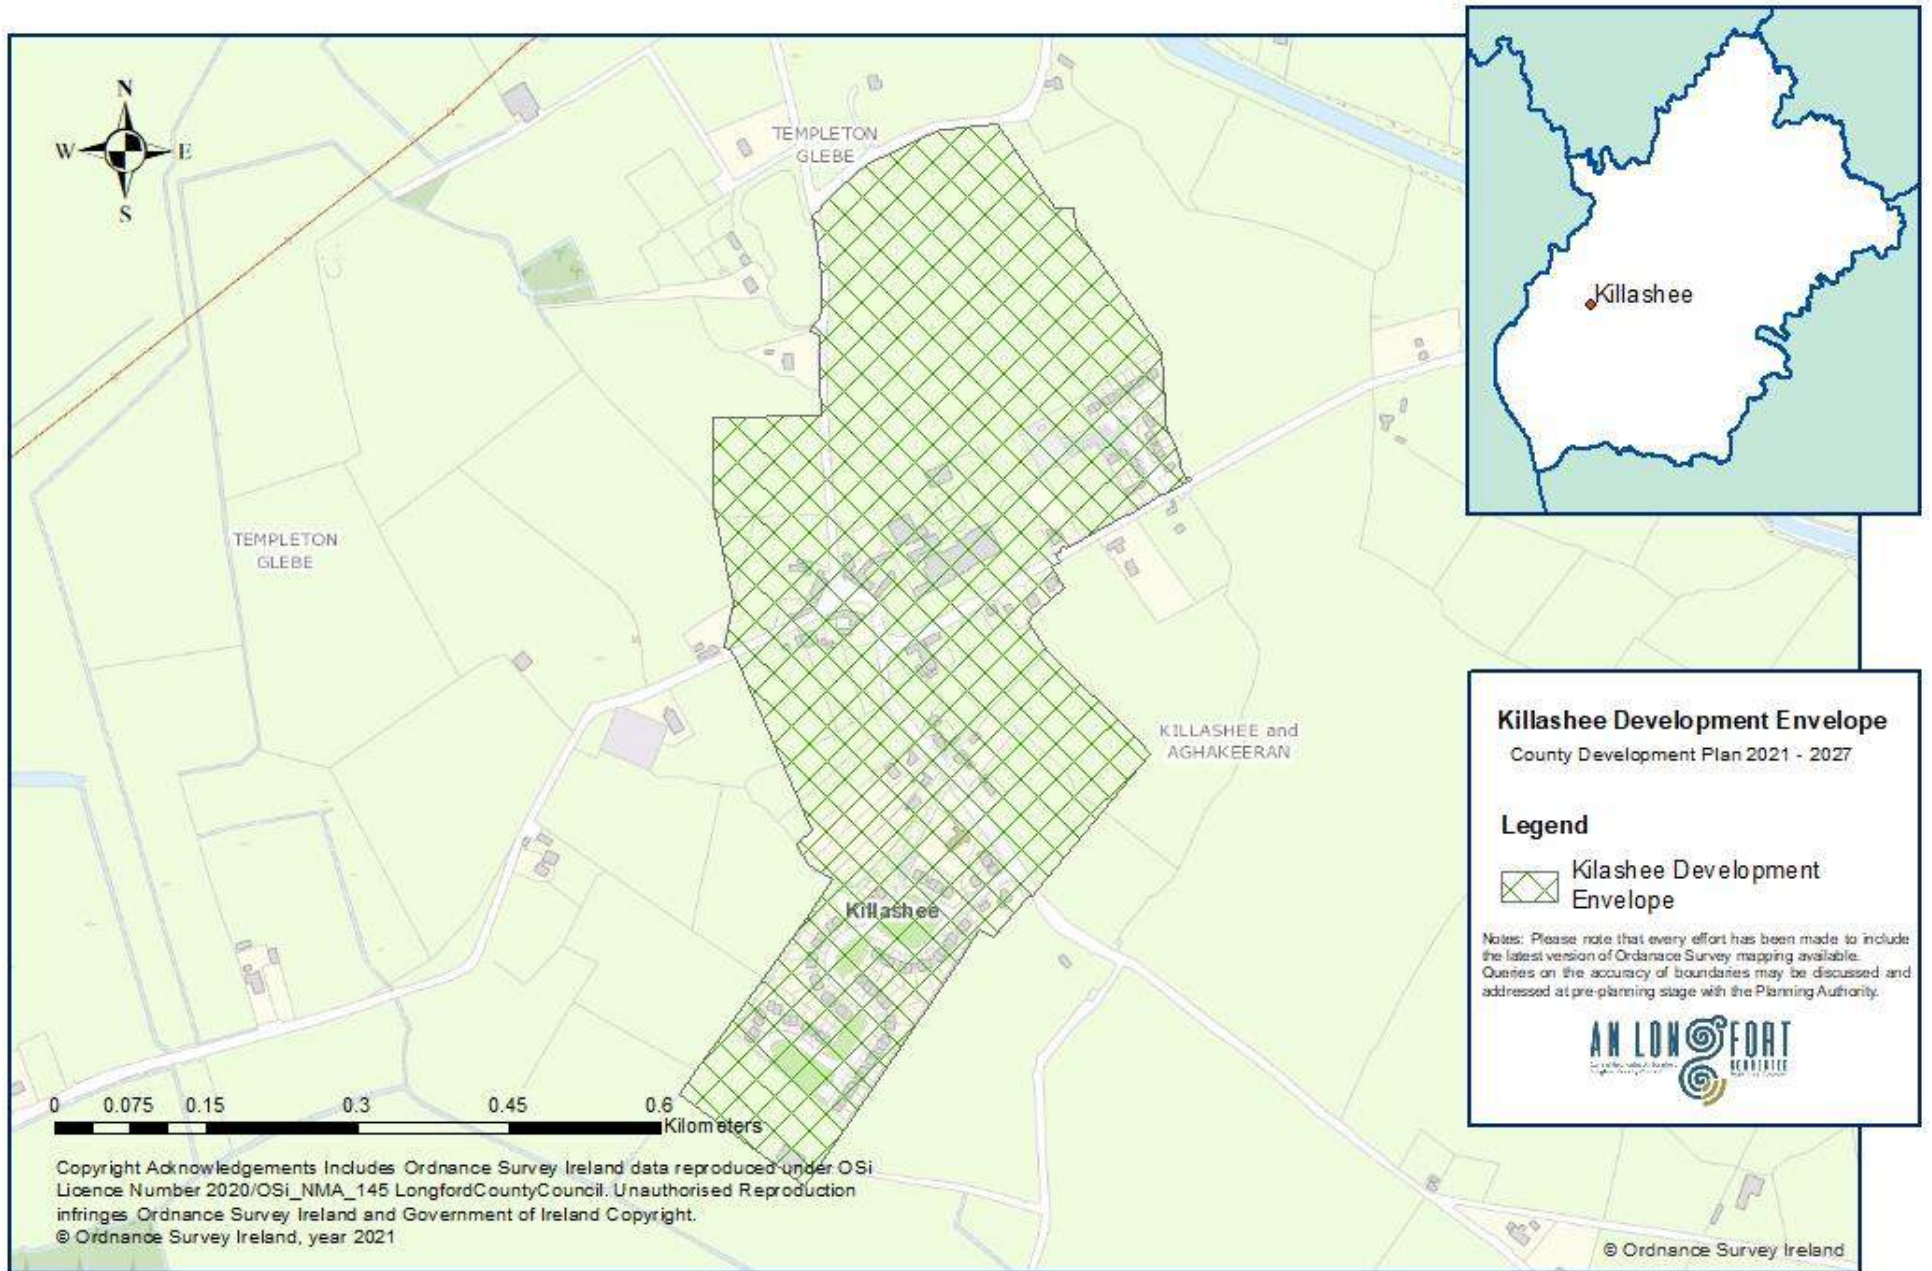 N
W E
S
TEMPLETON
GLEBE
Killashee
TEMPLETON
GLEBE
KILLASHEE and
AGHAKEERAN
Killashee
0 0.075 0.15 0.3 0.45 0.6
Kilometers
Copyright Acknowledgements Includes Ordnance Survey Ireland data reproduced under OSi
Licence Number 2020/OSi_NMA_145 LongfordCountyCouncil. Unauthorised Reproduction
infringes Ordnance Survey Ireland and Government of Ireland Copyright.
© Ordnance Survey Ireland, year 2021
Killashee Development Envelope
County Development Plan 2021 - 2027
Legend
Kilashee Development
Envelope
Notes: Please note that every effort has been made to include
the latest version of Ordanace Survey mapping available.
Queries on the accuracy of boundaries may be discussed and
addressed at pre-planning stage with the Planning Authority.
AN LONGFORT
© Ordnance Survey Ireland